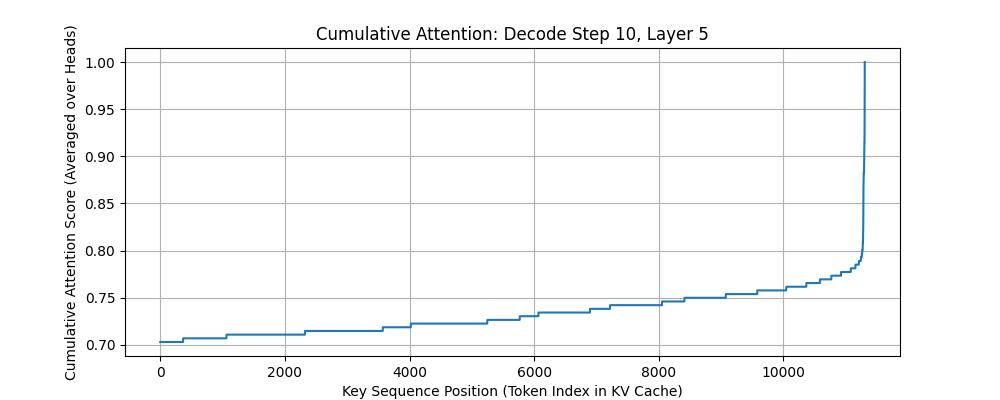 Cumulative Attention: Decode Step 10, Layer 5
Cumulative Attention Score (Averaged over Heads)
1.00
0.95
0.90
0.85
0.80
0.75
0.70
0 2000 4000 6000 8000 10000
Key Sequence Position (Token Index in KV Cache)